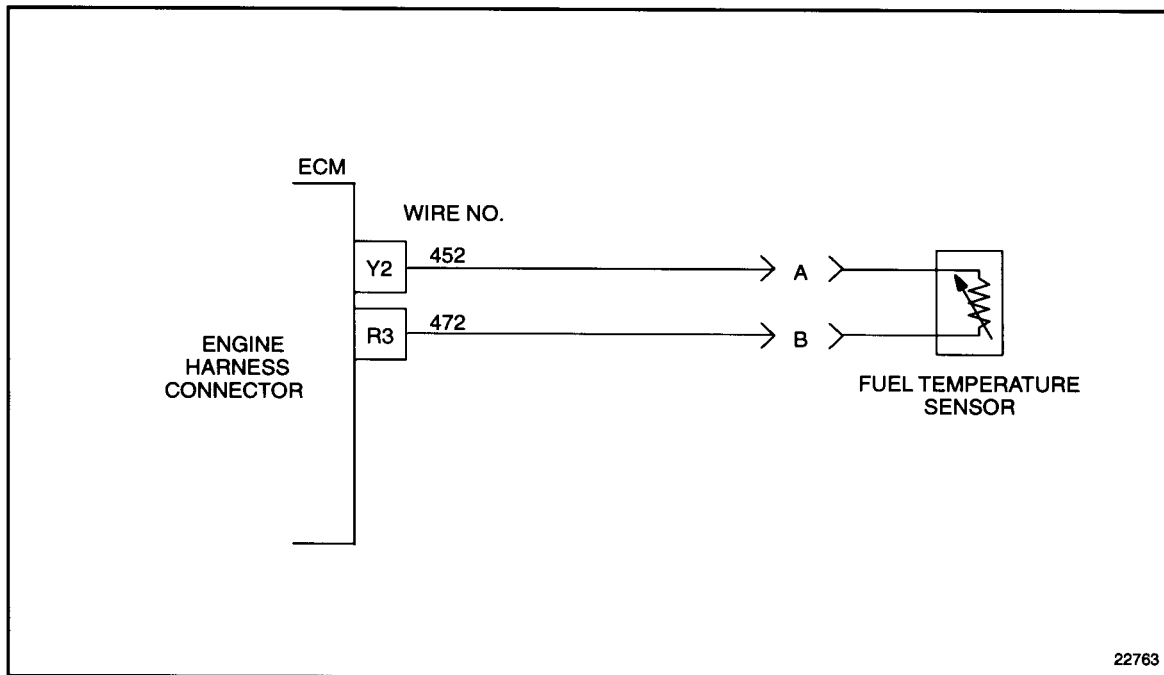 ECM
WIRE NO.
Y2
452
A
R3
472
B
ENGINE
HARNESS
CONNECTOR
FUEL TEMPERATURE
SENSOR
22763